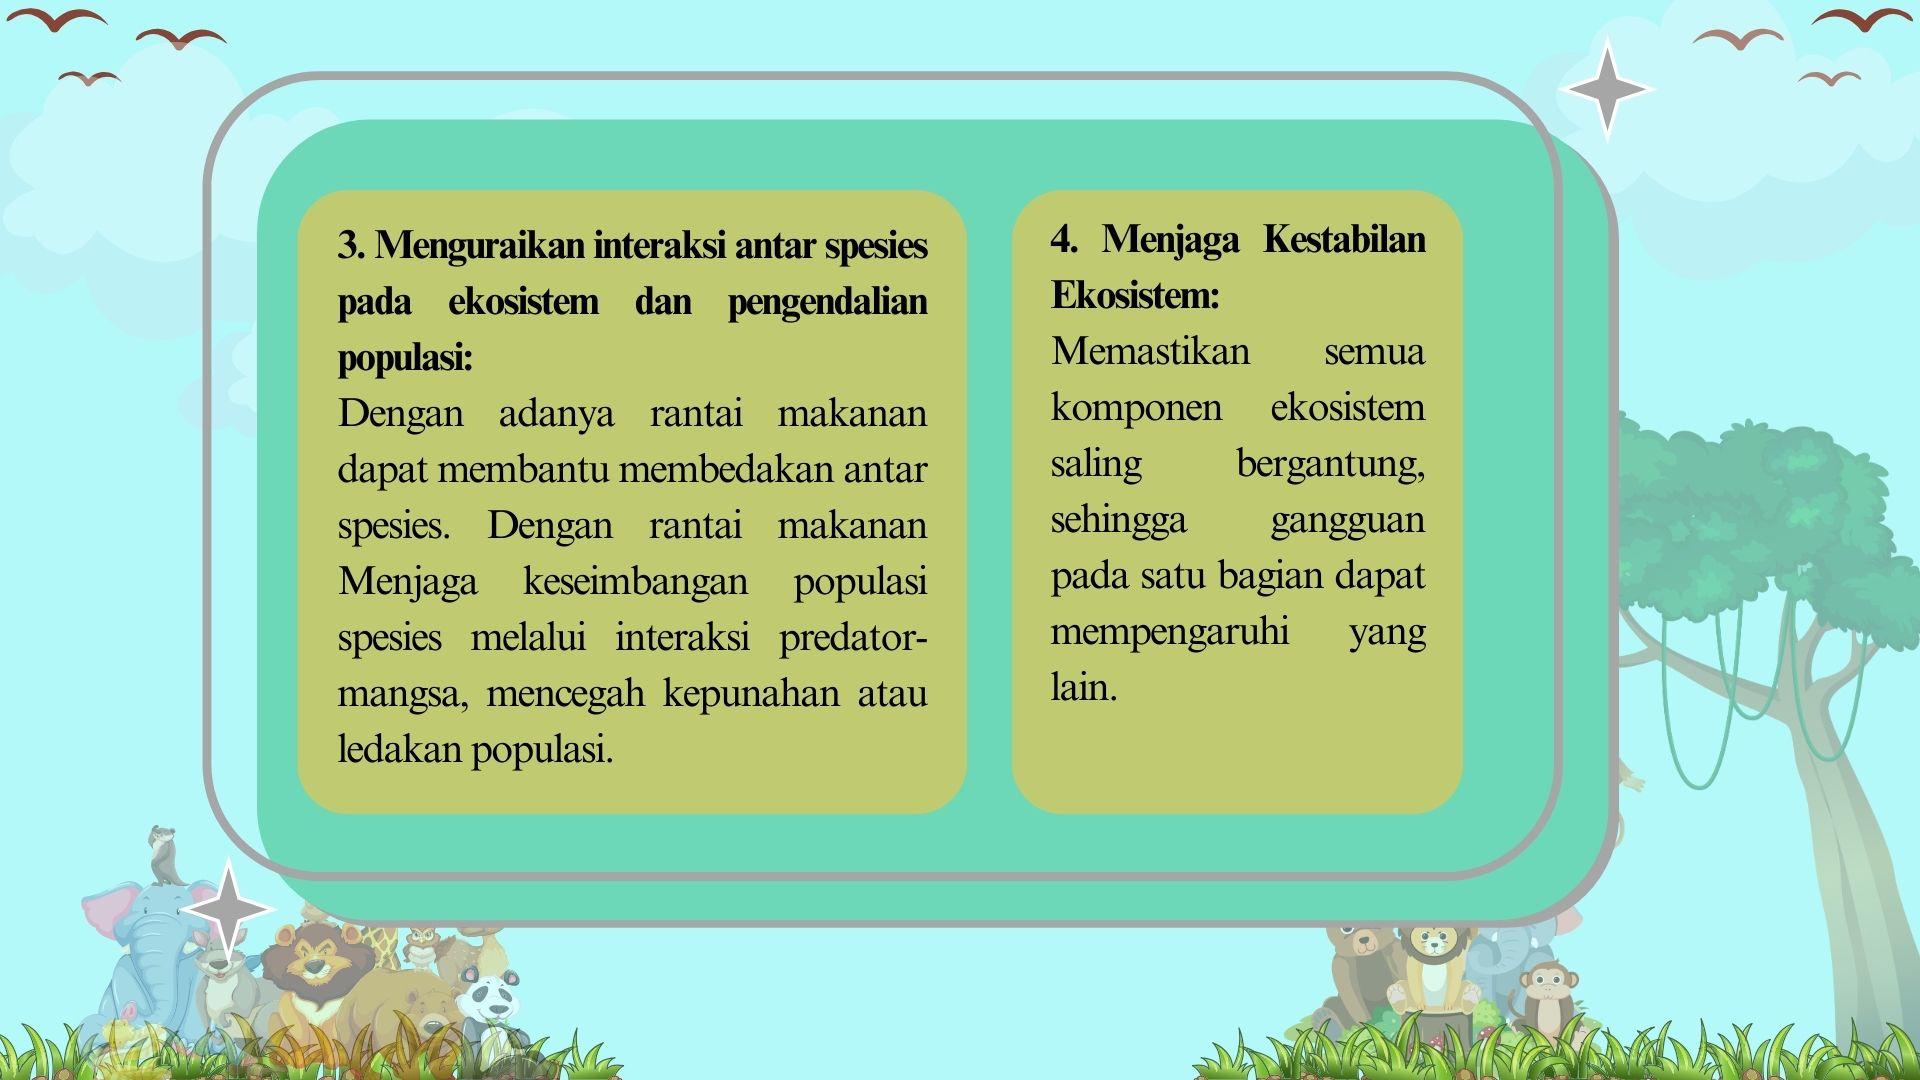 3. Menguraikan interaksi antar spesies
pada ekosistem dan pengendalian
populasi:
Dengan adanya rantai makanan
dapat membantu membedakan antar
spesies. Dengan rantai makanan
Menjaga keseimbangan populasi
spesies melalui interaksi predator-
mangsa, mencegah kepunahan atau
ledakan populasi.
4. Menjaga Kestabilan
Ekosistem:
Memastikan semua
komponen ekosistem
saling bergantung,
sehingga gangguan
pada satu bagian dapat
mempengaruhi yang
lain.